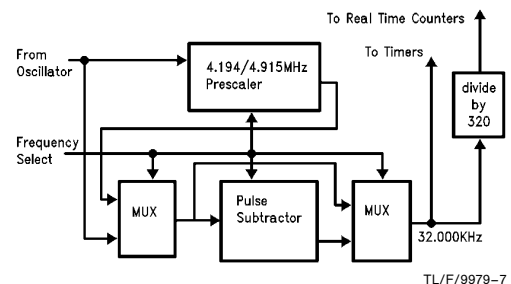 To Real Time Counters
To Timers
From
Oscillator
4.194/4.915MHz
Prescaler
divide
by
320
Frequency
Select
MUX
Pulse
Subtractor
MUX
32.000KHz
TL/F/9979-7